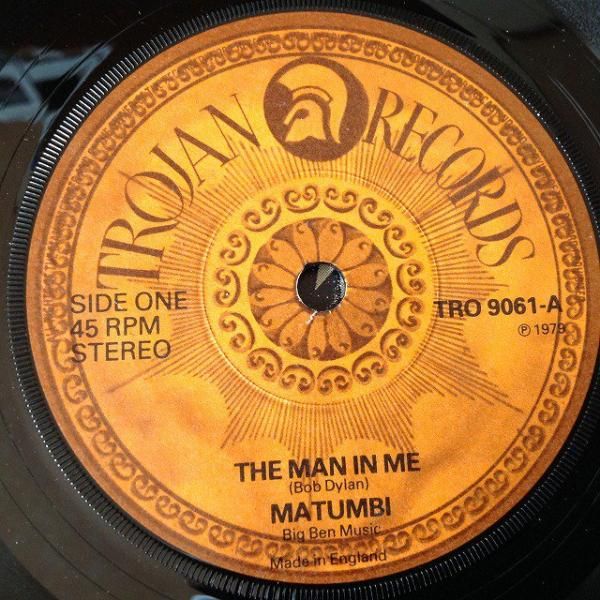 TROJAN RECORDS
SIDE ONE
45 RPM
STEREO
TRO 9061-A
℗ 1979
THE MAN IN ME
(Bob Dylan)
MATUMBI
Big Ben Music
Made in England